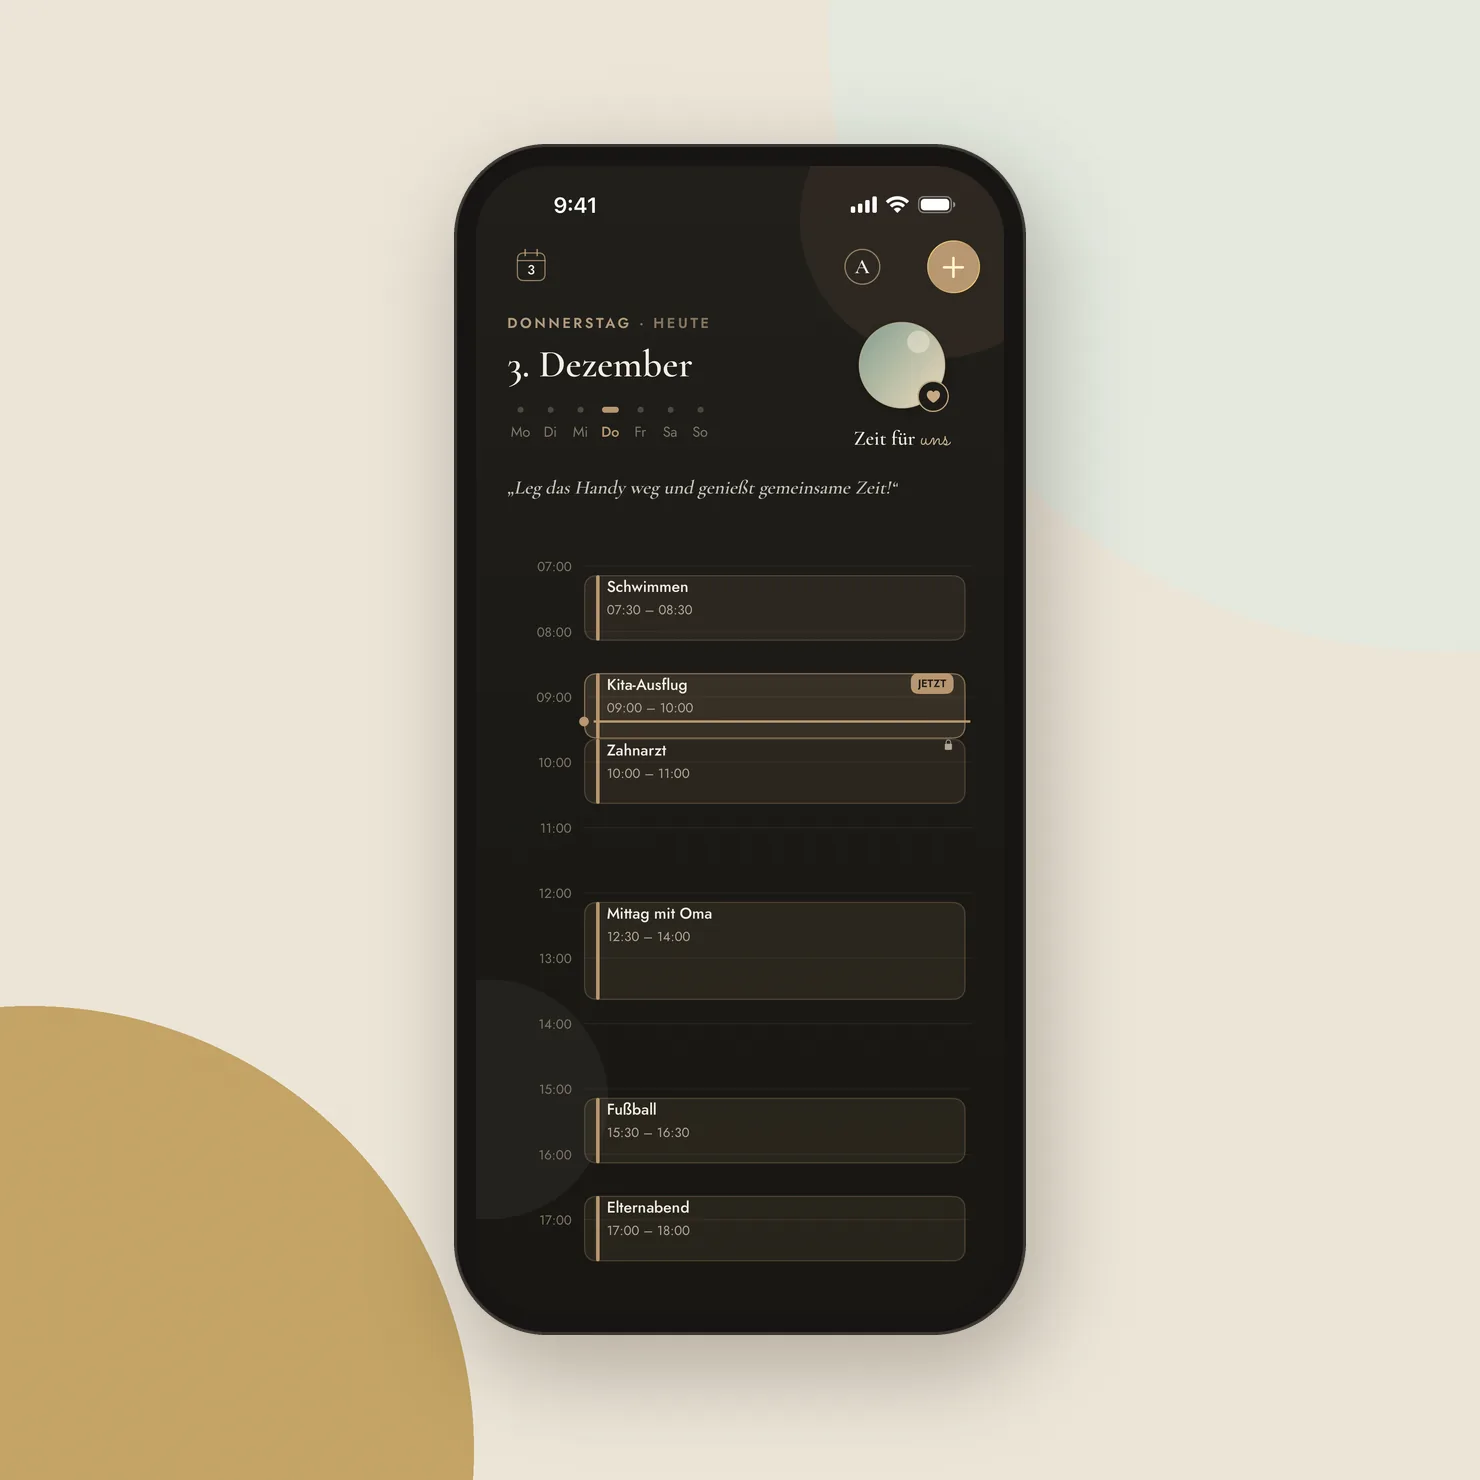 9:41
3
A
DONNERSTAG · HEUTE
3. Dezember
Mo Di Mi Do Fr Sa So
Zeit für uns
„Leg das Handy weg und genießt gemeinsame Zeit!“
07:00
Schwimmen
07:30 – 08:30
08:00
Kita-Ausflug
JETZT
09:00
09:00 – 10:00
Zahnarzt
10:00
10:00 – 11:00
11:00
12:00
Mittag mit Oma
12:30 – 14:00
13:00
14:00
15:00
Fußball
15:30 – 16:30
16:00
Elternabend
17:00
17:00 – 18:00